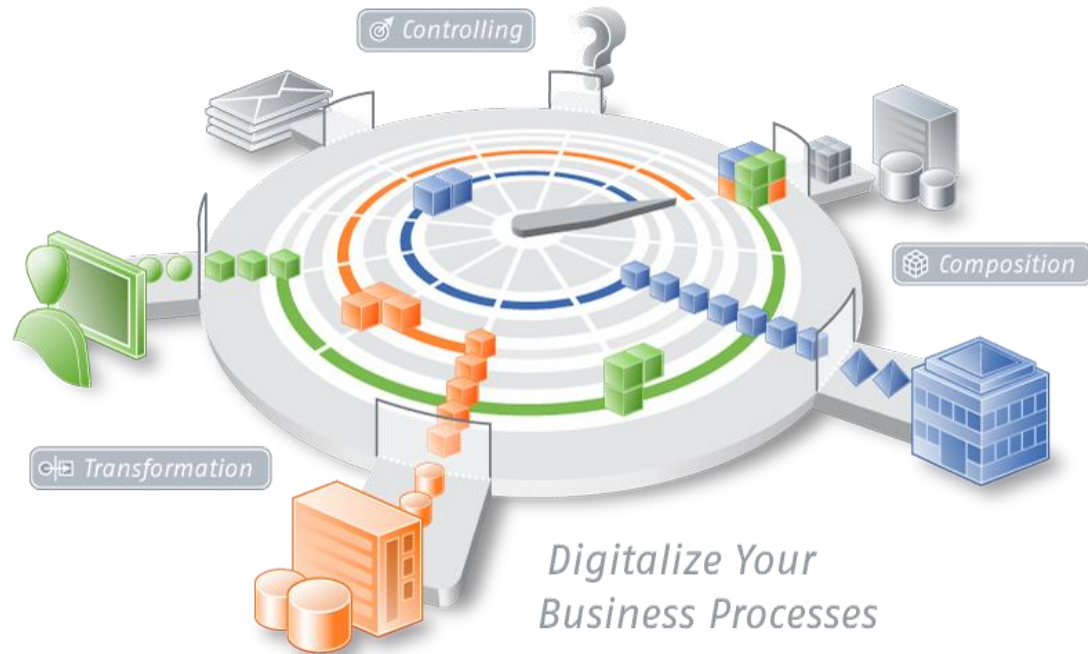 Controlling
Composition
Transformation
Digitalize Your
Business Processes